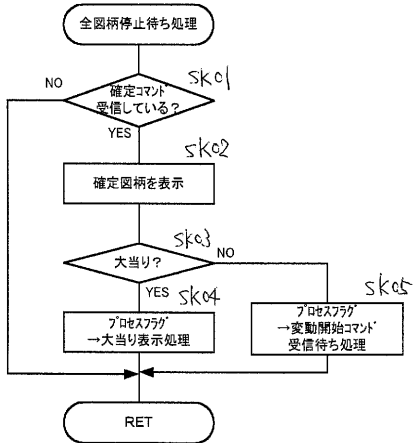 全図柄停止待ち処理
SK01
NO
確定コマンド
受信している?
YES
SK02
確定図柄を表示
SK03
大当り?
NO
YES
SK04
SK05
プロセスフラグ
→大当り表示処理
プロセスフラグ
→変動開始コマンド
受信待ち処理
RET